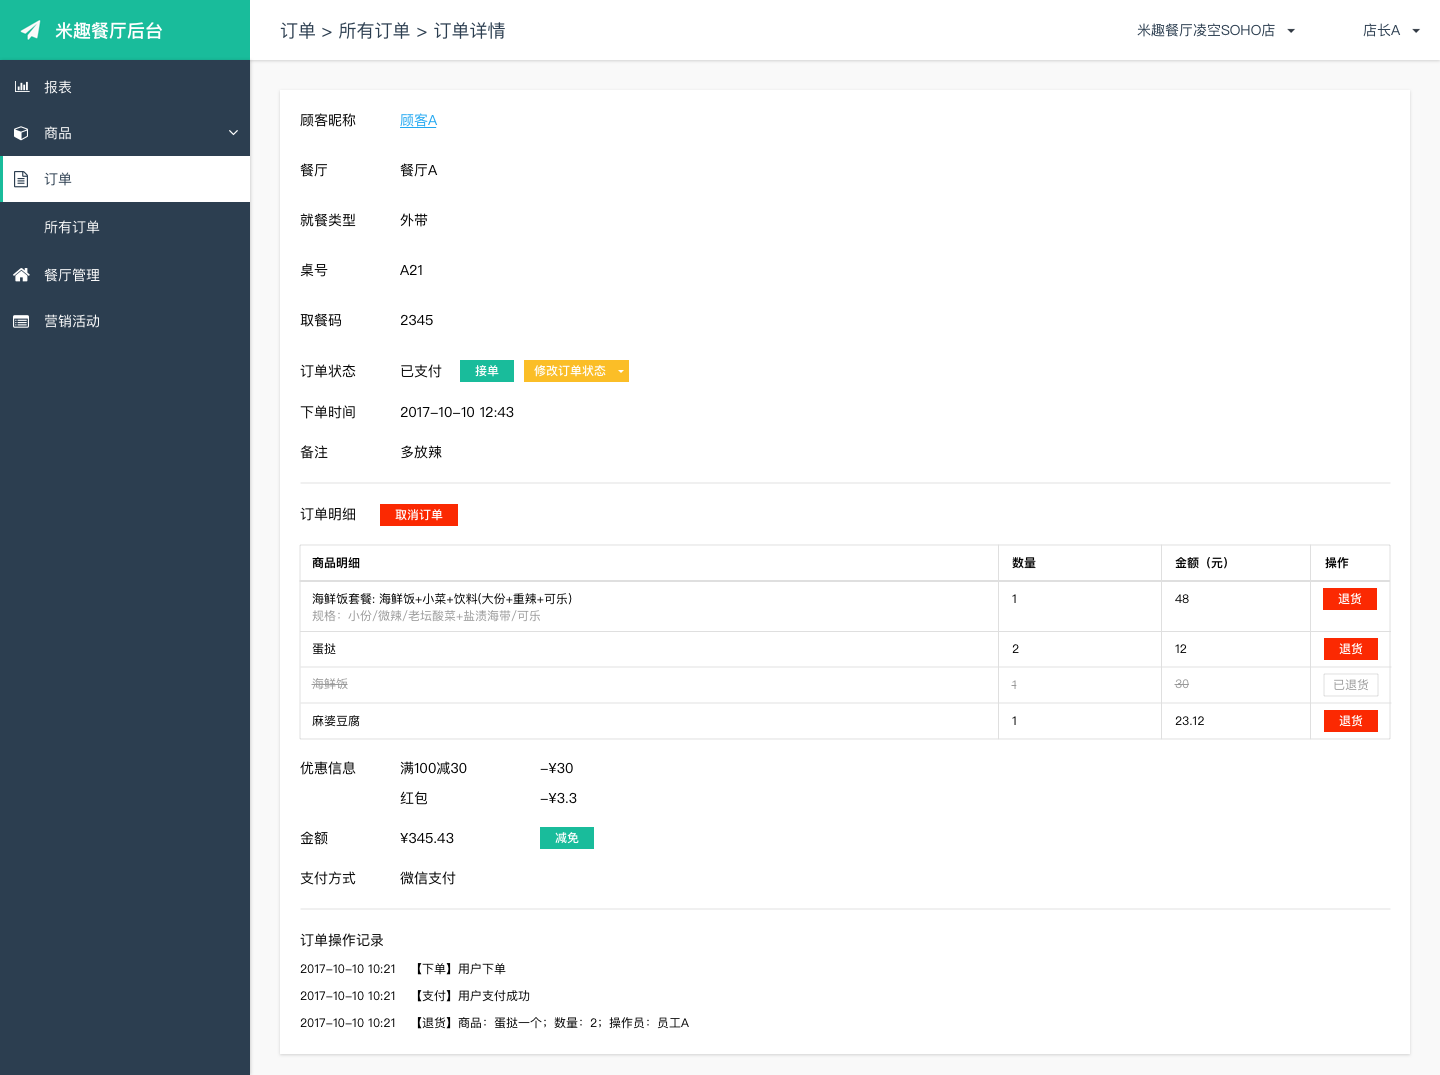 米趣餐厅后台
订单 > 所有订单 > 订单详情
米趣餐厅凌空SOHO店
店长A
报表
商品
订单
所有订单
餐厅管理
营销活动
顾客昵称 顾客A
餐厅 餐厅A
就餐类型 外带
桌号 A21
取餐码 2345
订单状态 已支付 接单 修改订单状态
下单时间 2017-10-10 12:43
备注 多放辣
订单明细 取消订单
商品明细 数量 金额（元） 操作
海鲜饭套餐: 海鲜饭+小菜+饮料(大份+重辣+可乐) 1 48 退货
规格：小份/微辣/老坛酸菜+盐渍海带/可乐
蛋挞 2 12 退货
海鲜饭 1 30 已退货
麻婆豆腐 1 23.12 退货
优惠信息 满100减30 -¥30
红包 -¥3.3
金额 ¥345.43 减免
支付方式 微信支付
订单操作记录
2017-10-10 10:21 【下单】用户下单
2017-10-10 10:21 【支付】用户支付成功
2017-10-10 10:21 【退货】商品：蛋挞一个；数量：2；操作员：员工A